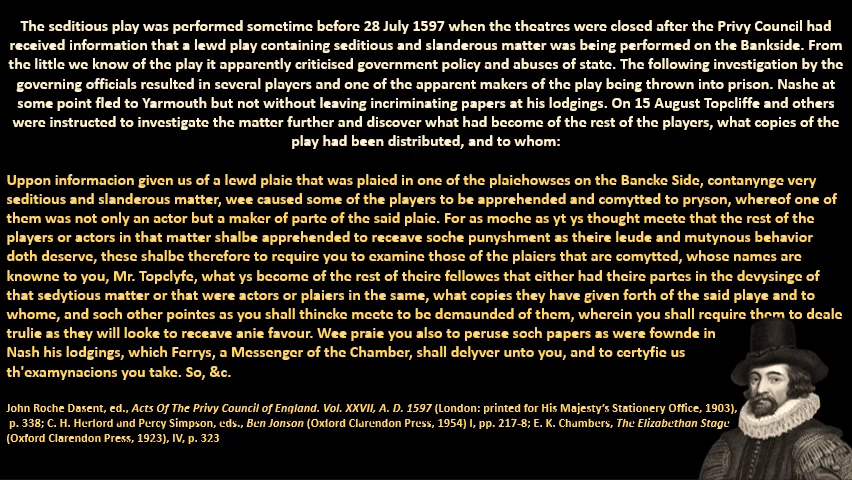 The seditious play was performed sometime before 28 July 1597 when the theatres were closed after the Privy Council had
received information that a lewd play containing seditious and slanderous matter was being performed on the Bankside. From
the little we know of the play it apparently criticised government policy and abuses of state. The following investigation by the
governing officials resulted in several players and one of the apparent makers of the play being thrown into prison. Nashe at
some point fled to Yarmouth but not without leaving incriminating papers at his lodgings. On 15 August Topcliffe and others
were instructed to investigate the matter further and discover what had become of the rest of the players, what copies of the
play had been distributed, and to whom:
Uppon informacion given us of a lewd plaie that was plaied in one of the plaiehowses on the Bancke Side, contanynge very
seditious and slanderous matter, wee caused some of the players to be apprehended and comytted to pryson, whereof one of
them was not only an actor but a maker of parte of the said plaie. For as moche as yt ys thought meete that the rest of the
players or actors in that matter shalbe apprehended to receave soche punyshment as theire leude and mutynous behavior
doth deserve, these shalbe therefore to require you to examine those of the plaiers that are comytted, whose names are
knowne to you, Mr. Topclyfe, what ys become of the rest of theire fellowes that either had theire partes in the devysinge of
that sedytious matter or that were actors or plaiers in the same, what copies they have given forth of the said playe and to
whome, and soch other pointes as you shall thincke meete to be demaunded of them, wherein you shall require them to deale
trulie as they will looke to receave anie favour. Wee praie you also to peruse soch papers as were fownde in
Nash his lodgings, which Ferrys, a Messenger of the Chamber, shall delyver unto you, and to certyfie us
th'examynacions you take. So, &c.
John Roche Dasent, ed., Acts Of The Privy Council of England. Vol. XXVII, A. D. 1597 (London: printed for His Majesty's Stationery Office, 1903),
p. 338; C. H. Herford and Percy Simpson, eds., Ben Jonson (Oxford Clarendon Press, 1954) I, pp. 217-8; E. K. Chambers, The Elizabethan Stage
(Oxford Clarendon Press, 1923), IV, p. 323